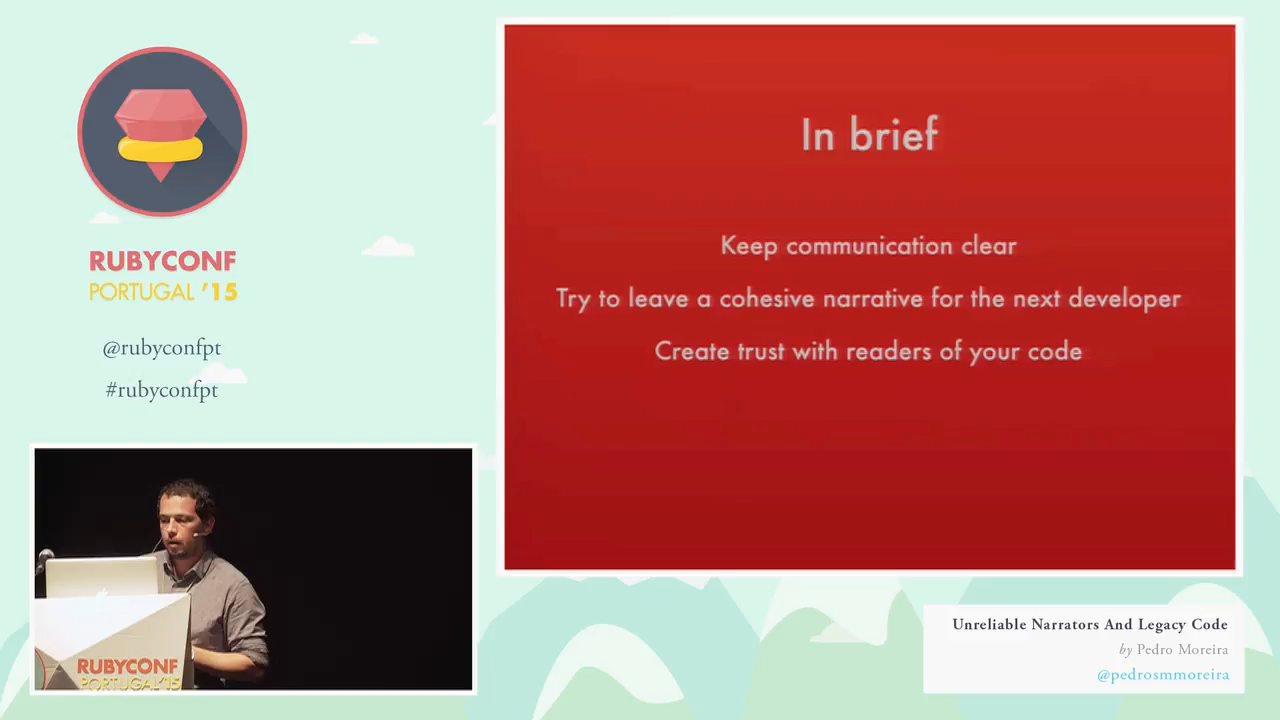 RUBYCONF
PORTUGAL '15
@rubyconfpt
#rubyconfpt
In brief
Keep communication clear
Try to leave a cohesive narrative for the next developer
Create trust with readers of your code
RUBYCONF
PORTUGAL'15
Unreliable Narrators And Legacy Code
by Pedro Moreira
@pedrosmmoreira